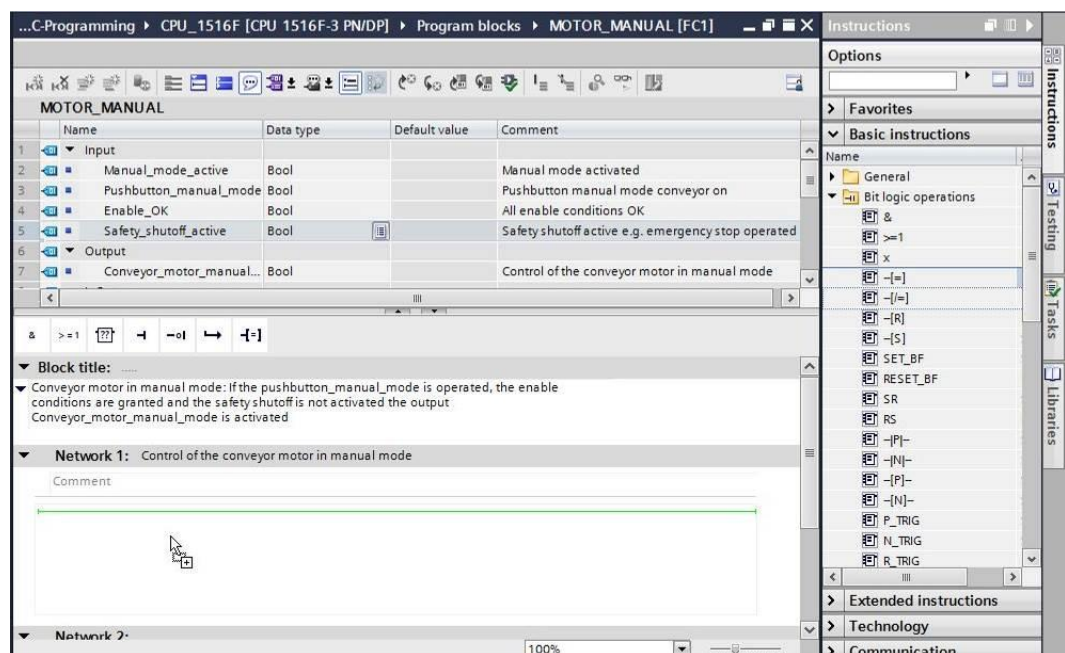 ...C-Programming ▸ CPU_1516F [CPU 1516F-3 PN/DP] ▸ Program blocks ▸ MOTOR_MANUAL [FC1]
MOTOR_MANUAL
Name Data type Default value Comment
1 Input
2 Manual_mode_active Bool Manual mode activated
3 Pushbutton_manual_mode Bool Pushbutton manual mode conveyor on
4 Enable_OK Bool All enable conditions OK
5 Safety_shutoff_active Bool Safety shutoff active e.g. emergency stop operated
6 Output
7 Conveyor_motor_manual... Bool Control of the conveyor motor in manual mode
& >=1 ?? -[=]
Block title: .....
Conveyor motor in manual mode: If the pushbutton_manual_mode is operated, the enable
conditions are granted and the safety shutoff is not activated the output
Conveyor_motor_manual_mode is activated
Network 1: Control of the conveyor motor in manual mode
Comment
Network 2:
100%
Instructions
Options
Favorites
Basic instructions
Name
General
Bit logic operations
&
>=1
x
-[=]
-[/=]
-[R]
-[S]
SET_BF
RESET_BF
SR
RS
-|P|-
-|N|-
-[P]-
-[N]-
P_TRIG
N_TRIG
R_TRIG
Extended instructions
Technology
Communication
Instructions
Testing
Tasks
Libraries